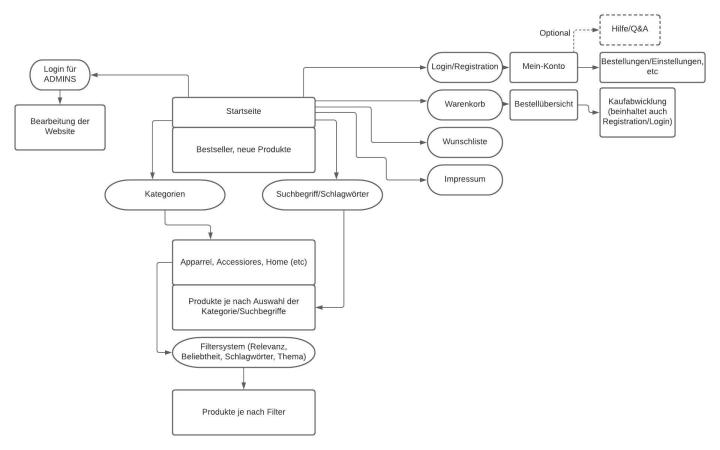 Optional
Hilfe/Q&A
Login für
ADMINS
Login/Registration
Mein-Konto
Bestellungen/Einstellungen,
etc
Startseite
Warenkorb
Bestellübersicht
Kaufabwicklung
(beinhaltet auch
Registration/Login)
Bearbeitung der
Website
Bestseller, neue Produkte
Wunschliste
Kategorien
Suchbegriff/Schlagwörter
Impressum
Apparrel, Accessiores, Home (etc)
Produkte je nach Auswahl der
Kategorie/Suchbegriffe
Filtersystem (Relevanz,
Beliebtheit, Schlagwörter, Thema)
Produkte je nach Filter